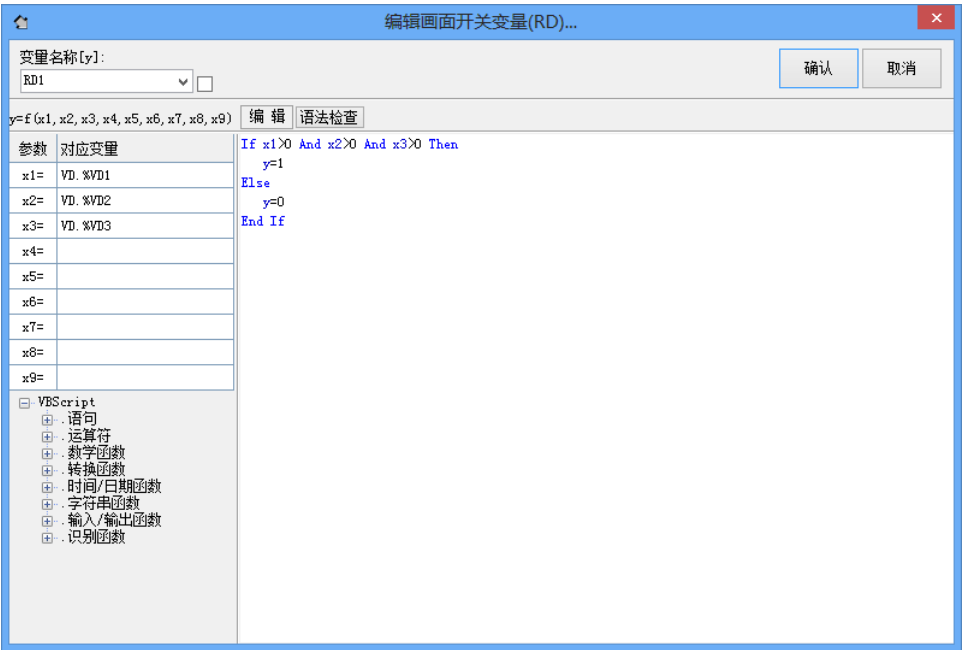 编辑画面开关变量(RD)...
变量名称[y]:
RD1
确认
取消
y=f(x1,x2,x3,x4,x5,x6,x7,x8,x9)
编 辑
语法检查
参数 对应变量
x1= VD.%VD1
x2= VD.%VD2
x3= VD.%VD3
x4=
x5=
x6=
x7=
x8=
x9=
If x1>0 And x2>0 And x3>0 Then
y=1
Else
y=0
End If
VBScript
.语句
.运算符
.数学函数
.转换函数
.时间/日期函数
.字符串函数
.输入/输出函数
.识别函数